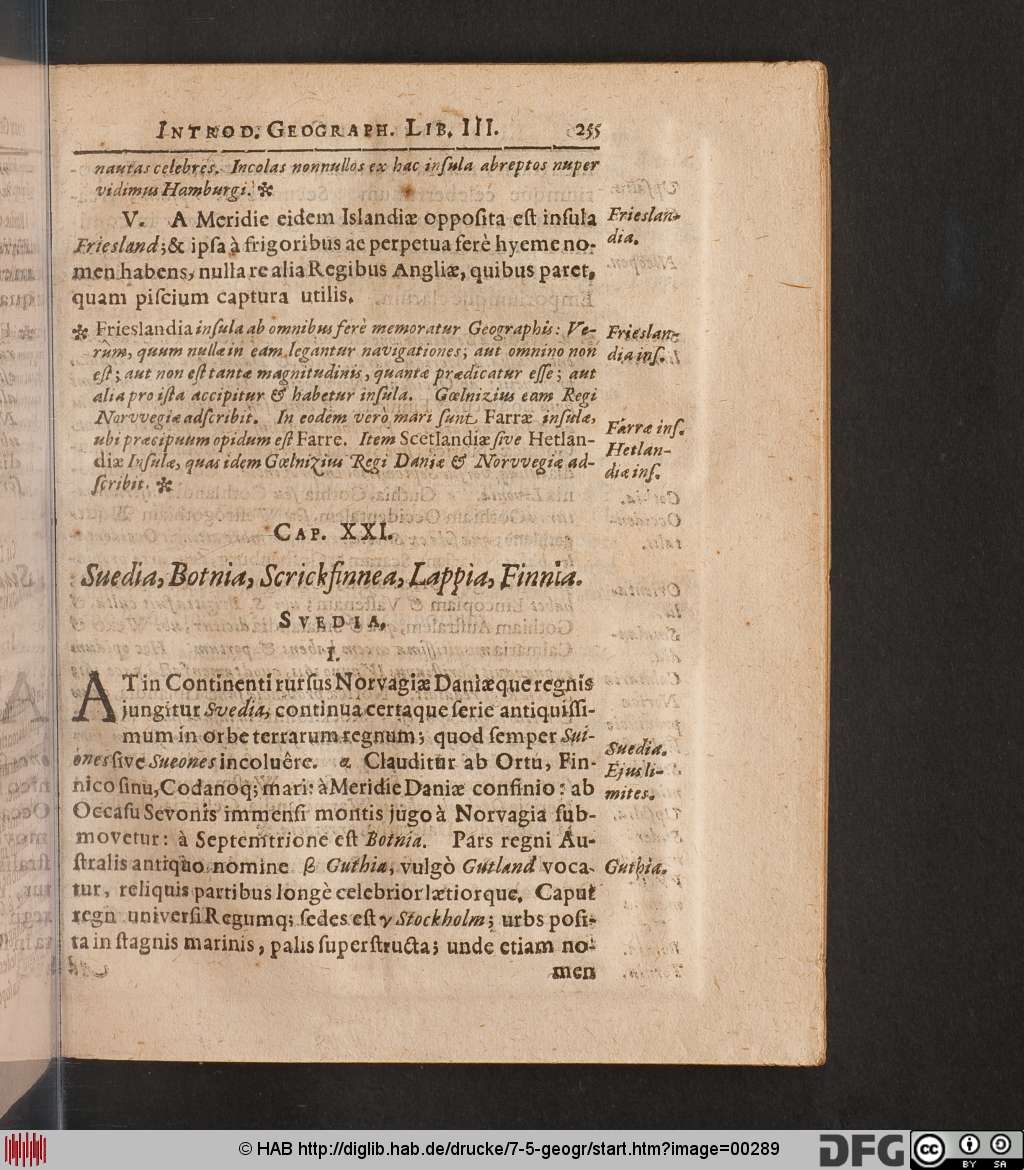 INTROD. GEOGRAPH. LIB. III. 255
nautas celebres. Incolas nonnullos ex hac inſula abreptos nuper
vidimus Hamburgi. ✻
V. A Meridie eidem Islandiæ oppoſita eſt inſula
Friesland; & ipſa à frigoribus ac perpetua ferè hyeme no-
men habens, nulla re alia Regibus Angliæ, quibus paret,
quam piſcium captura utilis.
Frieslan-
dia.
✻ Frieslandia inſula ab omnibus ferè memoratur Geographis: Ve-
rùm, quum nullæ in eam legantur navigationes; aut omnino non
eſt; aut non eſt tantæ magnitudinis, quantæ prædicatur eſſe; aut
alia pro iſta accipitur & habetur inſula. Gœlnizius eam Regi
Norvvegiæ adſcribit. In eodem verò mari ſunt Farræ inſulæ,
ubi præcipuum opidum eſt Farre. Item Scetlandiæ ſive Hetlan-
diæ Inſulæ, quas idem Gœlnizius Regi Daniæ & Norvvegiæ ad-
ſcribit. ✻
Frieslan-
dia inſ.
Farræ inſ.
Hetlan-
diæ inſ.
CAP. XXI.
Suedia, Botnia, Scrickfinnea, Lappia, Finnia.
SVEDIA.
I.
AT in Continenti rurſus Norvagiæ Daniæque regnis
jungitur Svedia, continua certaque ſerie antiquiſſi-
mum in orbe terrarum regnum; quod ſemper Sui-
ones ſive Sueones incoluêre. α Clauditur ab Ortu, Fin-
nico ſinu, Codanoq; mari: à Meridie Daniæ confinio: ab
Occaſu Sevonis immenſi montis jugo à Norvagia ſub-
movetur: à Septemtrione eſt Botnia. Pars regni Au-
ſtralis antiquo nomine β Guthia, vulgò Gutland voca-
tur, reliquis partibus longè celebrior lætiorque. Caput
regn univerſi Regumq; ſedes eſt γ Stockholm; urbs poſi-
ta in ſtagnis marinis, palis ſuperſtructa; unde etiam no-
men
Suedia.
Ejus li-
mites.
Guthia.
© HAB http://diglib.hab.de/drucke/7-5-geogr/start.htm?image=00289
DFG
cc BY SA